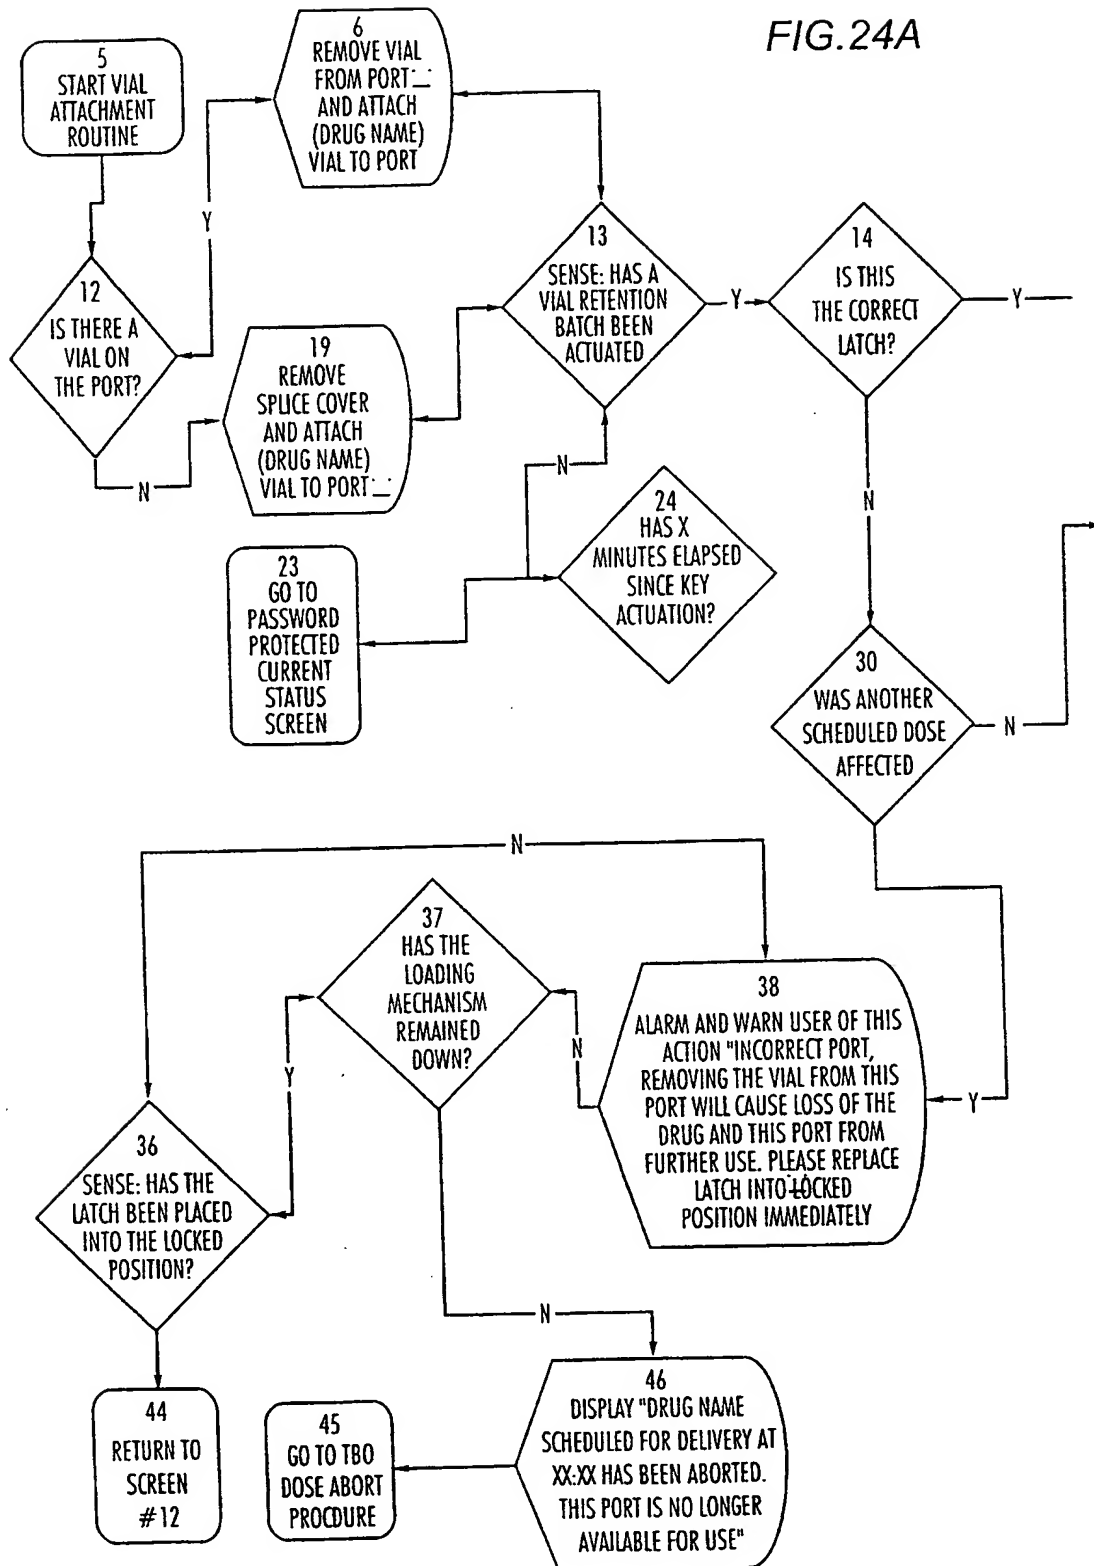 FIG.24A
5
START VIAL
ATTACHMENT
ROUTINE
6
REMOVE VIAL
FROM PORT:_
AND ATTACH
(DRUG NAME)
VIAL TO PORT
Y
12
IS THERE A
VIAL ON
THE PORT?
N
19
REMOVE
SPLICE COVER
AND ATTACH
(DRUG NAME)
VIAL TO PORT:_
13
SENSE: HAS A
VIAL RETENTION
BATCH BEEN
ACTUATED
Y
14
IS THIS
THE CORRECT
LATCH?
Y
N
N
24
HAS X
MINUTES ELAPSED
SINCE KEY
ACTUATION?
23
GO TO
PASSWORD
PROTECTED
CURRENT
STATUS
SCREEN
30
WAS ANOTHER
SCHEDULED DOSE
AFFECTED
N
Y
N
37
HAS THE
LOADING
MECHANISM
REMAINED
DOWN?
N
Y
38
ALARM AND WARN USER OF THIS
ACTION "INCORRECT PORT,
REMOVING THE VIAL FROM THIS
PORT WILL CAUSE LOSS OF THE
DRUG AND THIS PORT FROM
FURTHER USE. PLEASE REPLACE
LATCH INTO LOCKED
POSITION IMMEDIATELY
36
SENSE: HAS THE
LATCH BEEN PLACED
INTO THE LOCKED
POSITION?
N
44
RETURN TO
SCREEN
#12
45
GO TO TBO
DOSE ABORT
PROCDURE
46
DISPLAY "DRUG NAME
SCHEDULED FOR DELIVERY AT
XX:XX HAS BEEN ABORTED.
THIS PORT IS NO LONGER
AVAILABLE FOR USE"